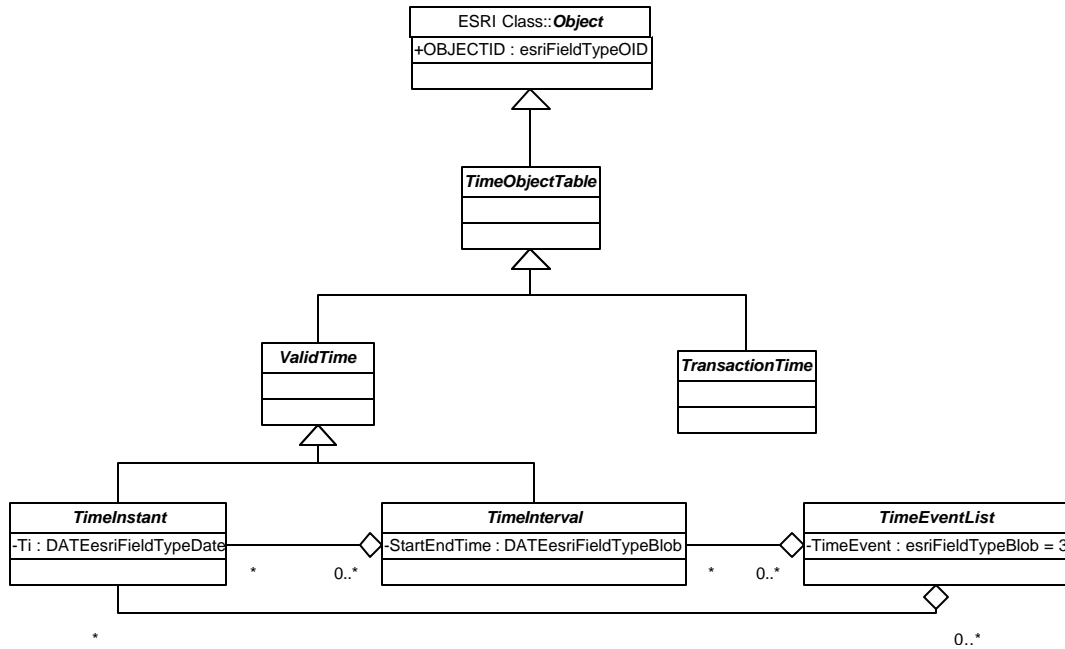 ESRI Class::Object
+OBJECTID : esriFieldTypeOID
TimeObjectTable
ValidTime
TransactionTime
TimeInstant
-Ti : DATEesriFieldTypeDate
TimeInterval
-StartEndTime : DATEesriFieldTypeBlob
TimeEventList
-TimeEvent : esriFieldTypeBlob = 3
* 0..* * 0..*
* 0..*